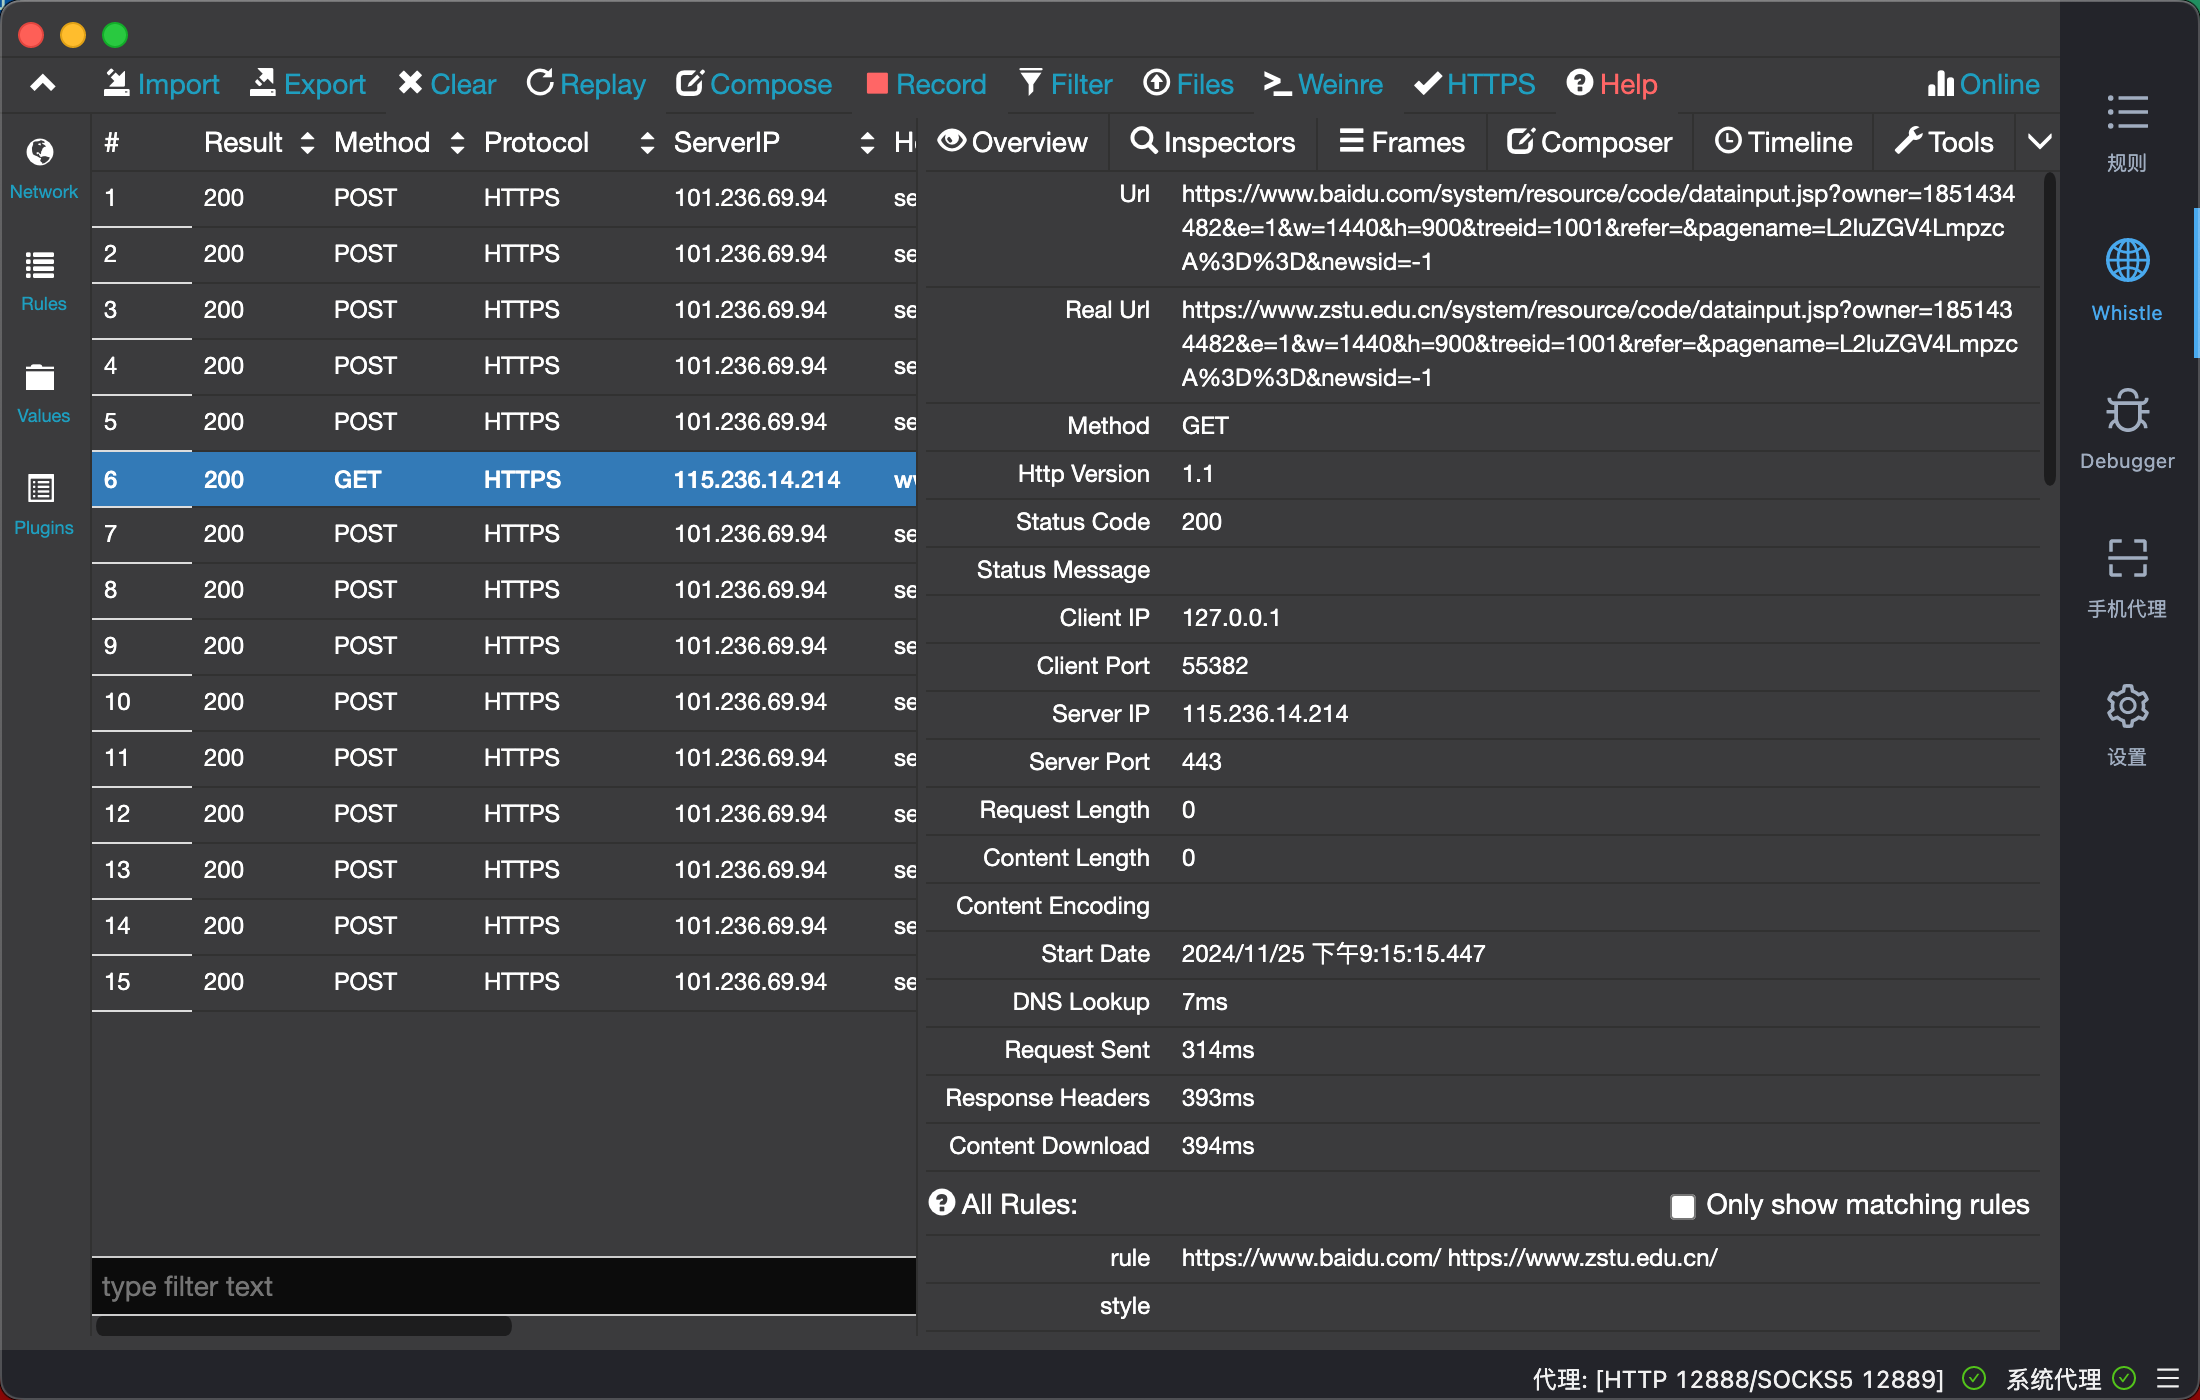 Import Export Clear Replay Compose Record Filter Files Weinre HTTPS Help Online
Network
Rules
Values
Plugins
# Result Method Protocol ServerIP
1 200 POST HTTPS 101.236.69.94 se
2 200 POST HTTPS 101.236.69.94 se
3 200 POST HTTPS 101.236.69.94 se
4 200 POST HTTPS 101.236.69.94 se
5 200 POST HTTPS 101.236.69.94 se
6 200 GET HTTPS 115.236.14.214
7 200 POST HTTPS 101.236.69.94 se
8 200 POST HTTPS 101.236.69.94 se
9 200 POST HTTPS 101.236.69.94 se
10 200 POST HTTPS 101.236.69.94 se
11 200 POST HTTPS 101.236.69.94 se
12 200 POST HTTPS 101.236.69.94 se
13 200 POST HTTPS 101.236.69.94 se
14 200 POST HTTPS 101.236.69.94 se
15 200 POST HTTPS 101.236.69.94 se
type filter text
Overview Inspectors Frames Composer Timeline Tools
Url https://www.baidu.com/system/resource/code/datainput.jsp?owner=1851434
482&e=1&w=1440&h=900&treeid=1001&refer=&pagename=L2luZGV4Lmpzc
A%3D%3D&newsid=-1
Real Url https://www.zstu.edu.cn/system/resource/code/datainput.jsp?owner=185143
4482&e=1&w=1440&h=900&treeid=1001&refer=&pagename=L2luZGV4Lmpzc
A%3D%3D&newsid=-1
Method GET
Http Version 1.1
Status Code 200
Status Message
Client IP 127.0.0.1
Client Port 55382
Server IP 115.236.14.214
Server Port 443
Request Length 0
Content Length 0
Content Encoding
Start Date 2024/11/25 下午9:15:15.447
DNS Lookup 7ms
Request Sent 314ms
Response Headers 393ms
Content Download 394ms
All Rules: Only show matching rules
rule https://www.baidu.com/ https://www.zstu.edu.cn/
style
规则
Whistle
Debugger
手机代理
设置
代理: [HTTP 12888/SOCKS5 12889] 系统代理